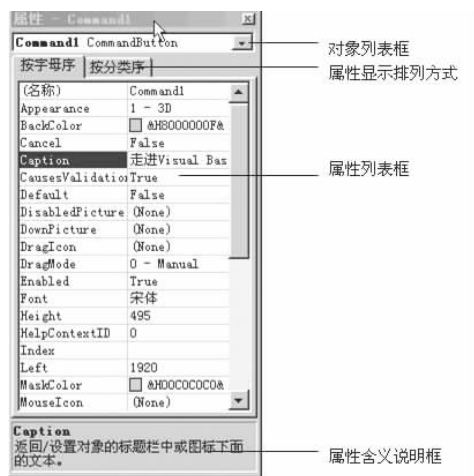 属性 - Command1
Command1 CommandButton
对象列表框
按字母序 按分类序
属性显示排列方式
(名称) Command1
Appearance 1 - 3D
BackColor &H8000000F&
Cancel False
Caption 走进Visual Bas
属性列表框
CausesValidatio True
Default False
DisabledPicture (None)
DownPicture (None)
DragIcon (None)
DragMode 0 - Manual
Enabled True
Font 宋体
Height 495
HelpContextID 0
Index
Left 1920
MaskColor &H00C0C0C0&
MouseIcon (None)
Caption
返回/设置对象的标题栏中或图标下面
的文本。
属性含义说明框